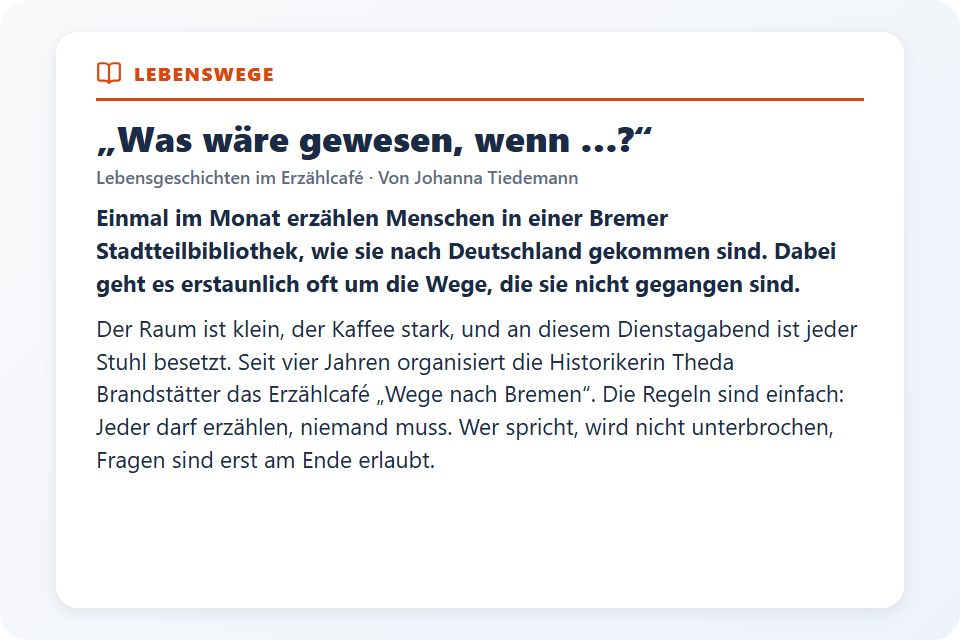 LEBENSWEGE
„Was wäre gewesen, wenn …?“
Lebensgeschichten im Erzählcafé · Von Johanna Tiedemann
Einmal im Monat erzählen Menschen in einer Bremer
Stadtteilbibliothek, wie sie nach Deutschland gekommen sind. Dabei
geht es erstaunlich oft um die Wege, die sie nicht gegangen sind.
Der Raum ist klein, der Kaffee stark, und an diesem Dienstagabend ist jeder
Stuhl besetzt. Seit vier Jahren organisiert die Historikerin Theda
Brandstätter das Erzählcafé „Wege nach Bremen“. Die Regeln sind einfach:
Jeder darf erzählen, niemand muss. Wer spricht, wird nicht unterbrochen,
Fragen sind erst am Ende erlaubt.